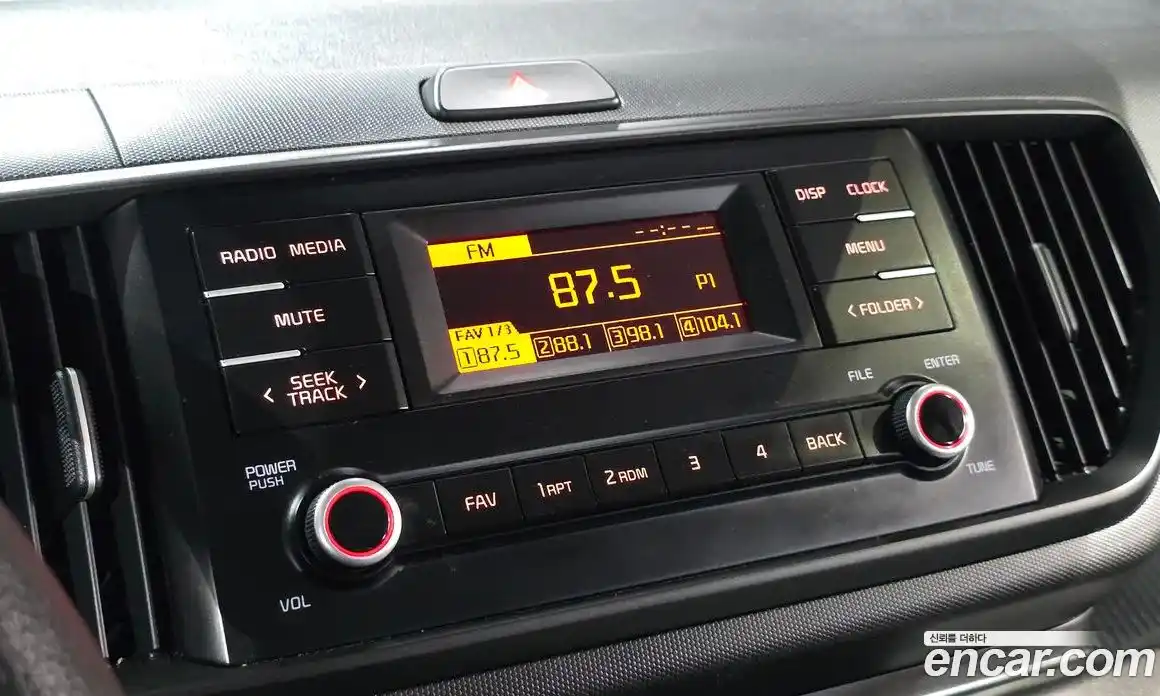 RADIO MEDIA
MUTE
< SEEK >
TRACK
POWER
PUSH
VOL
FM
--:-- --
87.5
P1
FAV 1/3
1 87.5 2 88.1 3 98.1 4 104.1
DISP CLOCK
MENU
< FOLDER >
FILE
ENTER
TUNE
FAV
1 RPT
2 RDM
3
4
BACK
신뢰를 더하다
encar.com